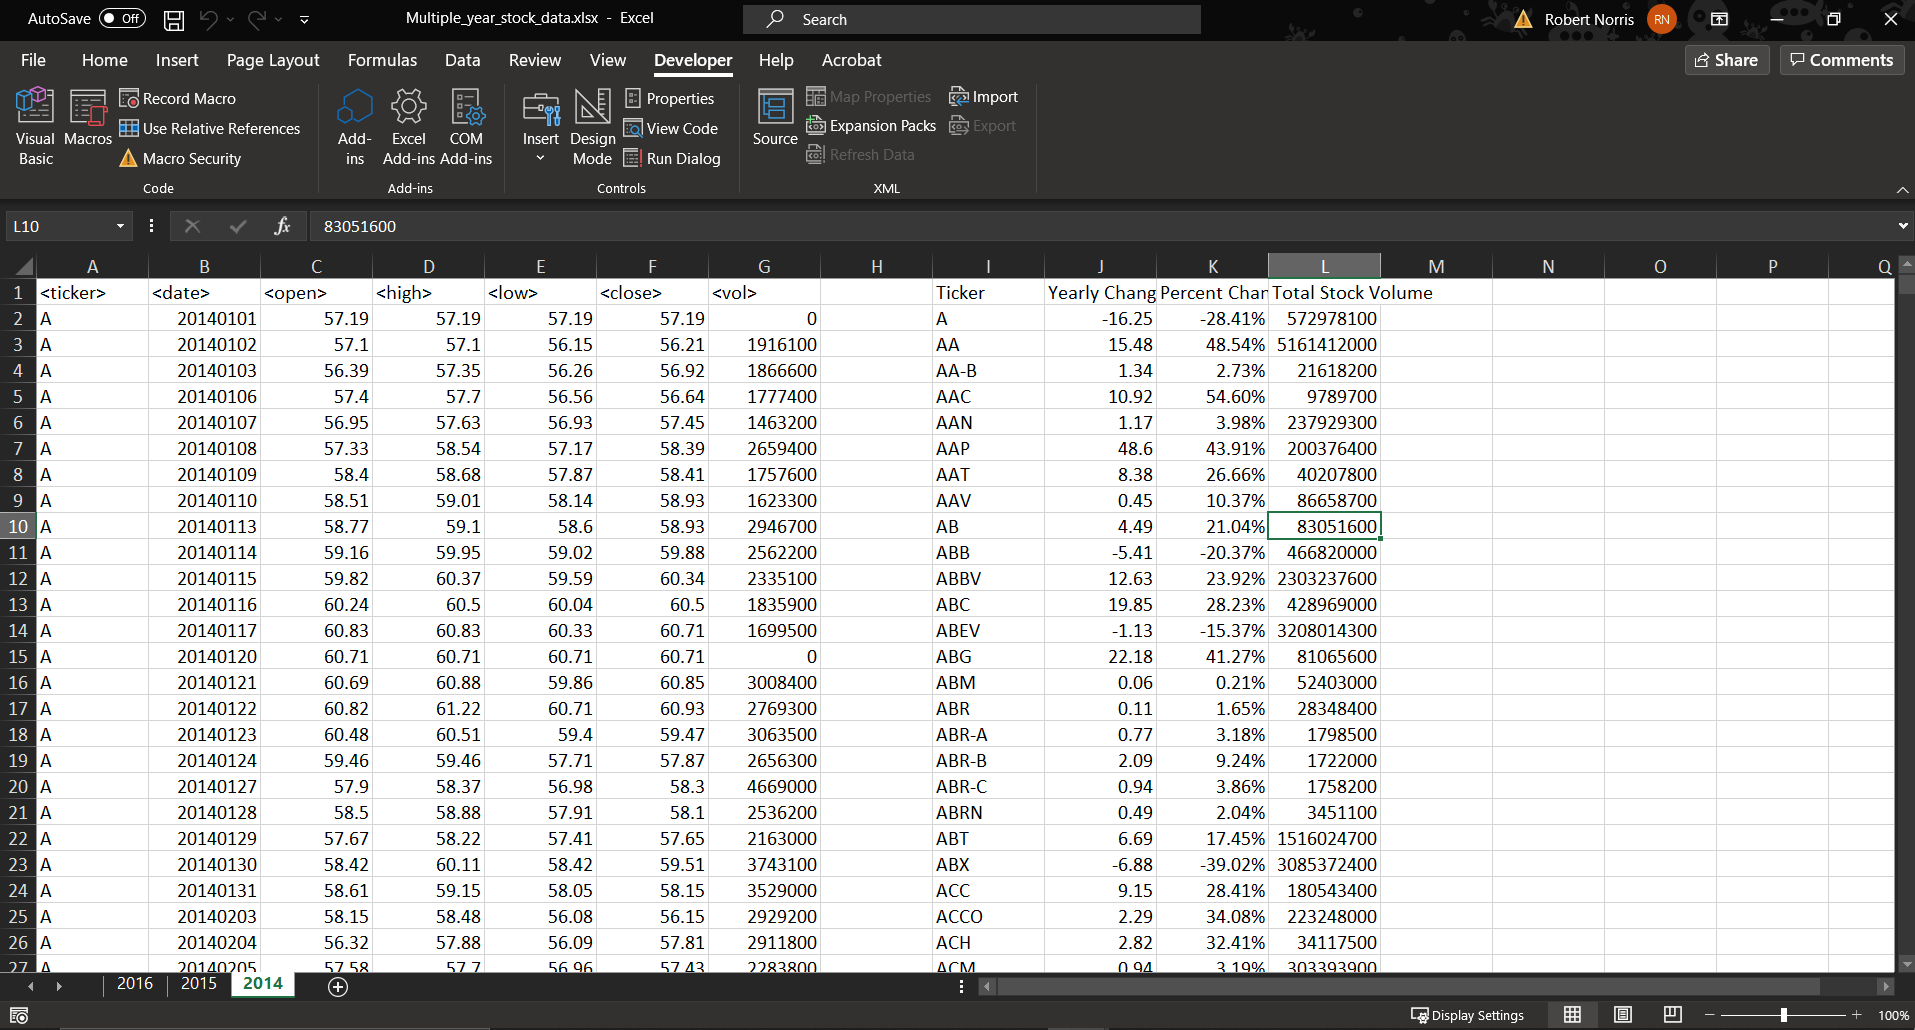 AutoSave Off Multiple_year_stock_data.xlsx - Excel Search Robert Norris RN
File Home Insert Page Layout Formulas Data Review View Developer Help Acrobat Share Comments
Visual Basic Macros Record Macro Use Relative References Macro Security
Add-ins Excel Add-ins COM Add-ins
Insert Design Mode Properties View Code Run Dialog
Source Map Properties Expansion Packs Refresh Data Import Export
Code Add-ins Controls XML
L10 fx 83051600
A B C D E F G H I J K L M N O P Q
1 <ticker> <date> <open> <high> <low> <close> <vol> Ticker Yearly Chang Percent Chan Total Stock Volume
2 A 20140101 57.19 57.19 57.19 57.19 0 A -16.25 -28.41% 572978100
3 A 20140102 57.1 57.1 56.15 56.21 1916100 AA 15.48 48.54% 5161412000
4 A 20140103 56.39 57.35 56.26 56.92 1866600 AA-B 1.34 2.73% 21618200
5 A 20140106 57.4 57.7 56.56 56.64 1777400 AAC 10.92 54.60% 9789700
6 A 20140107 56.95 57.63 56.93 57.45 1463200 AAN 1.17 3.98% 237929300
7 A 20140108 57.33 58.54 57.17 58.39 2659400 AAP 48.6 43.91% 200376400
8 A 20140109 58.4 58.68 57.87 58.41 1757600 AAT 8.38 26.66% 40207800
9 A 20140110 58.51 59.01 58.14 58.93 1623300 AAV 0.45 10.37% 86658700
10 A 20140113 58.77 59.1 58.6 58.93 2946700 AB 4.49 21.04% 83051600
11 A 20140114 59.16 59.95 59.02 59.88 2562200 ABB -5.41 -20.37% 466820000
12 A 20140115 59.82 60.37 59.59 60.34 2335100 ABBV 12.63 23.92% 2303237600
13 A 20140116 60.24 60.5 60.04 60.5 1835900 ABC 19.85 28.23% 428969000
14 A 20140117 60.83 60.83 60.33 60.71 1699500 ABEV -1.13 -15.37% 3208014300
15 A 20140120 60.71 60.71 60.71 60.71 0 ABG 22.18 41.27% 81065600
16 A 20140121 60.69 60.88 59.86 60.85 3008400 ABM 0.06 0.21% 52403000
17 A 20140122 60.82 61.22 60.71 60.93 2769300 ABR 0.11 1.65% 28348400
18 A 20140123 60.48 60.51 59.4 59.47 3063500 ABR-A 0.77 3.18% 1798500
19 A 20140124 59.46 59.46 57.71 57.87 2656300 ABR-B 2.09 9.24% 1722000
20 A 20140127 57.9 58.37 56.98 58.3 4669000 ABR-C 0.94 3.86% 1758200
21 A 20140128 58.5 58.88 57.91 58.1 2536200 ABRN 0.49 2.04% 3451100
22 A 20140129 57.67 58.22 57.41 57.65 2163000 ABT 6.69 17.45% 1516024700
23 A 20140130 58.42 60.11 58.42 59.51 3743100 ABX -6.88 -39.02% 3085372400
24 A 20140131 58.61 59.15 58.05 58.15 3529000 ACC 9.15 28.41% 180543400
25 A 20140203 58.15 58.48 56.08 56.15 2929200 ACCO 2.29 34.08% 223248000
26 A 20140204 56.32 57.88 56.09 57.81 2911800 ACH 2.82 32.41% 34117500
27 A 20140205 57.58 57.7 56.96 57.43 2283800 ACM 0.94 3.19% 303393900
2016 2015 2014
Display Settings 100%